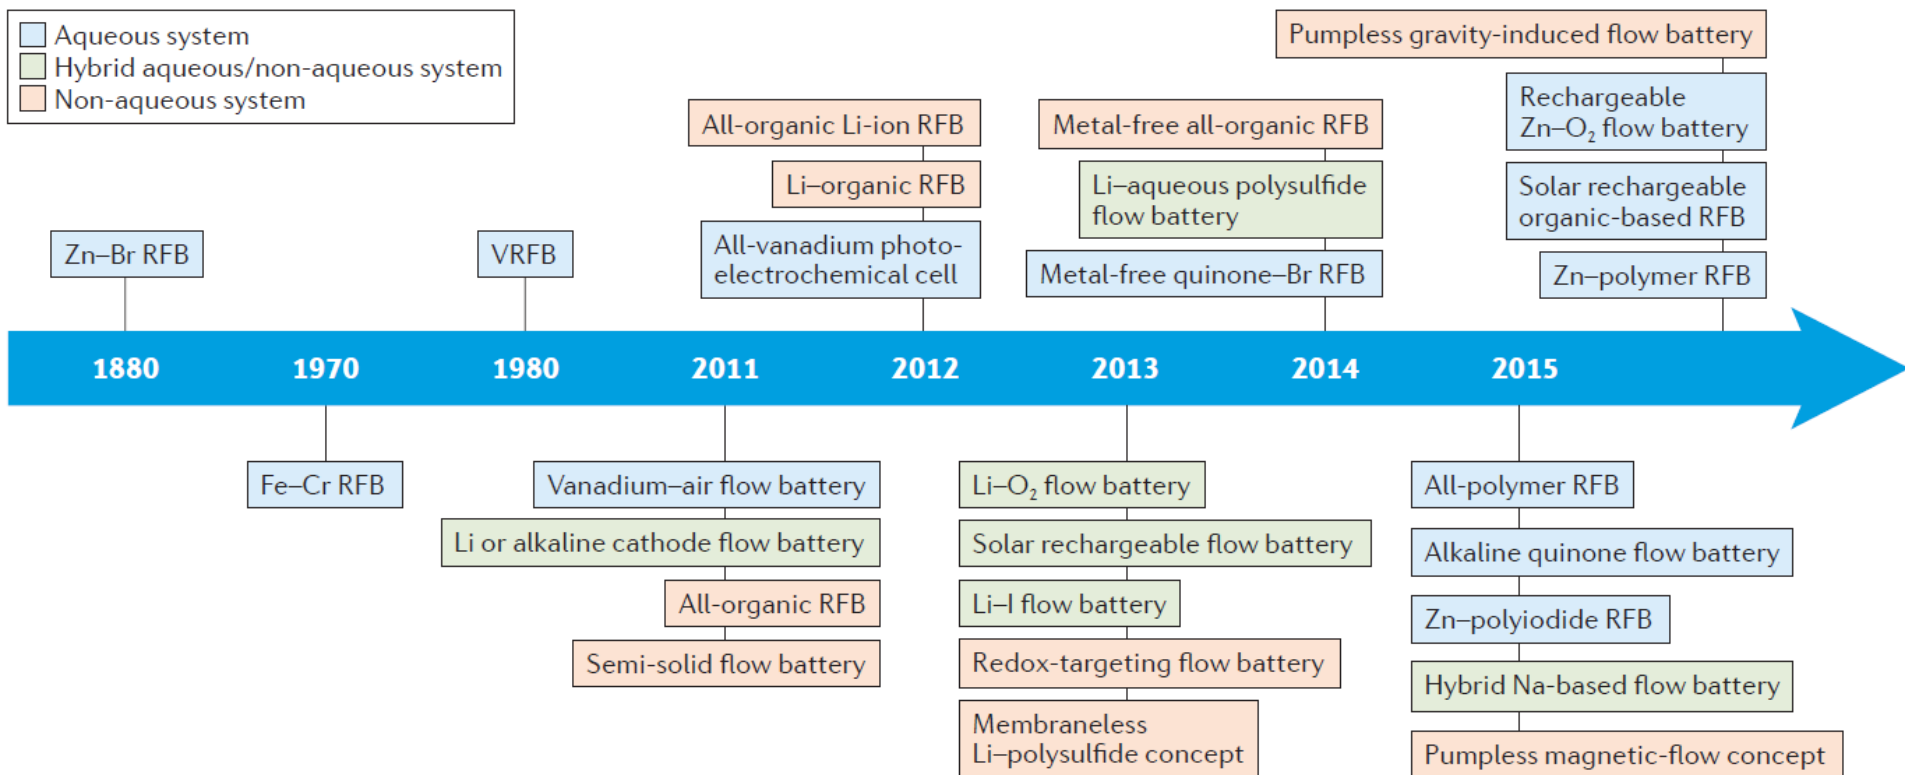 Aqueous system
Hybrid aqueous/non-aqueous system
Non-aqueous system
Pumpless gravity-induced flow battery
Rechargeable
Zn–O₂ flow battery
All-organic Li-ion RFB
Metal-free all-organic RFB
Li–organic RFB
Li–aqueous polysulfide
flow battery
Solar rechargeable
organic-based RFB
Zn–Br RFB
VRFB
All-vanadium photo-
electrochemical cell
Metal-free quinone–Br RFB
Zn–polymer RFB
1880 1970 1980 2011 2012 2013 2014 2015
Fe–Cr RFB
Vanadium–air flow battery
Li or alkaline cathode flow battery
All-organic RFB
Semi-solid flow battery
Li–O₂ flow battery
Solar rechargeable flow battery
Li–I flow battery
Redox-targeting flow battery
Membraneless
Li–polysulfide concept
All-polymer RFB
Alkaline quinone flow battery
Zn–polyiodide RFB
Hybrid Na-based flow battery
Pumpless magnetic-flow concept